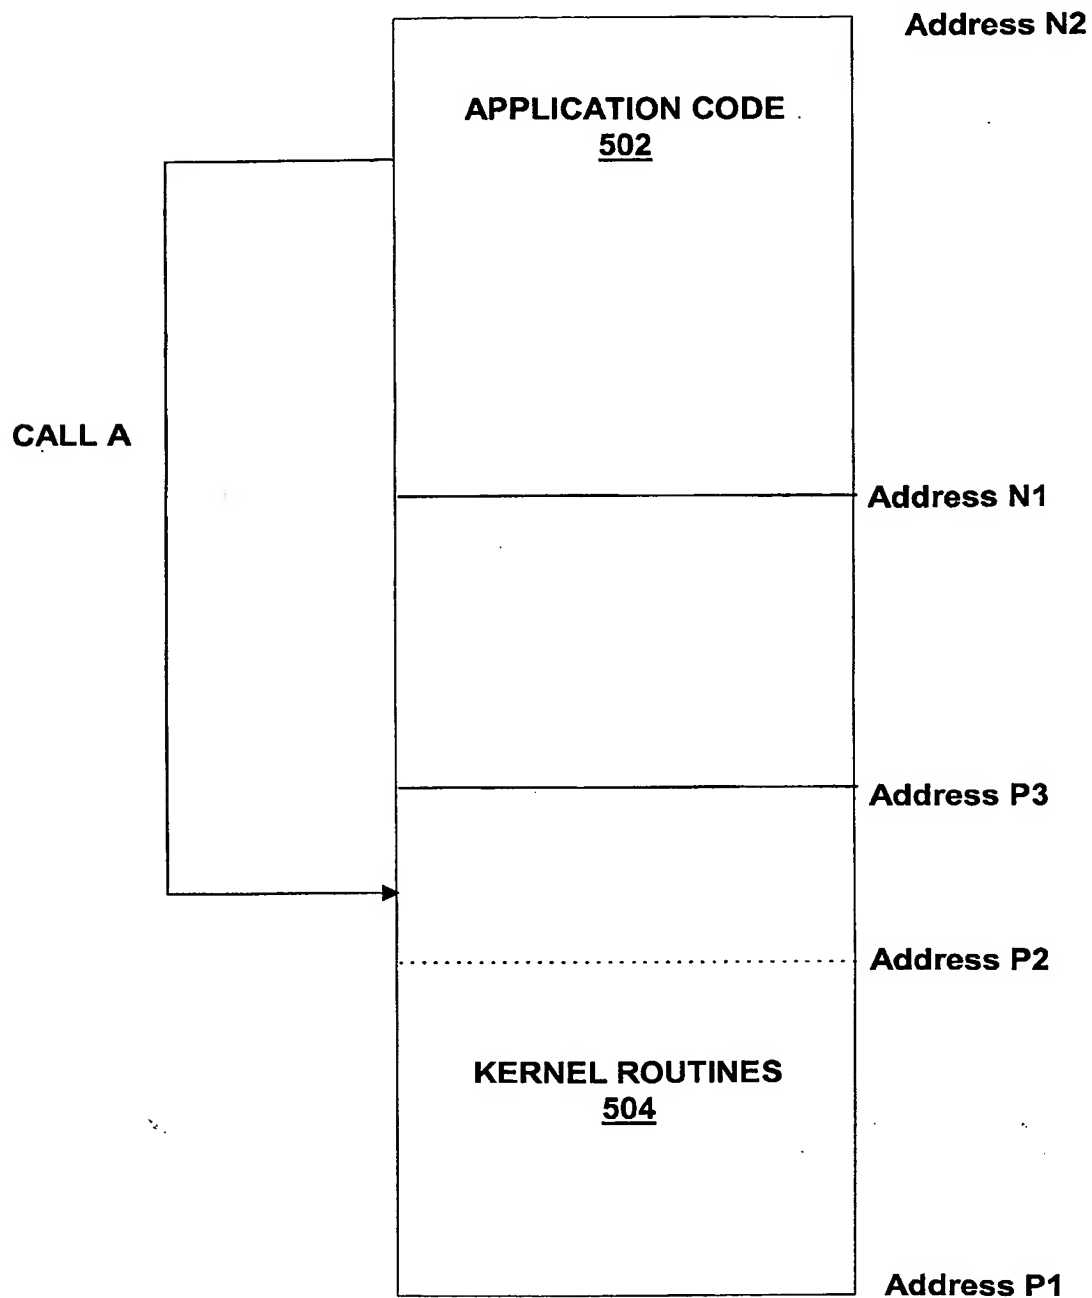 Address N2
APPLICATION CODE
502
CALL A
Address N1
Address P3
Address P2
KERNEL ROUTINES
504
Address P1